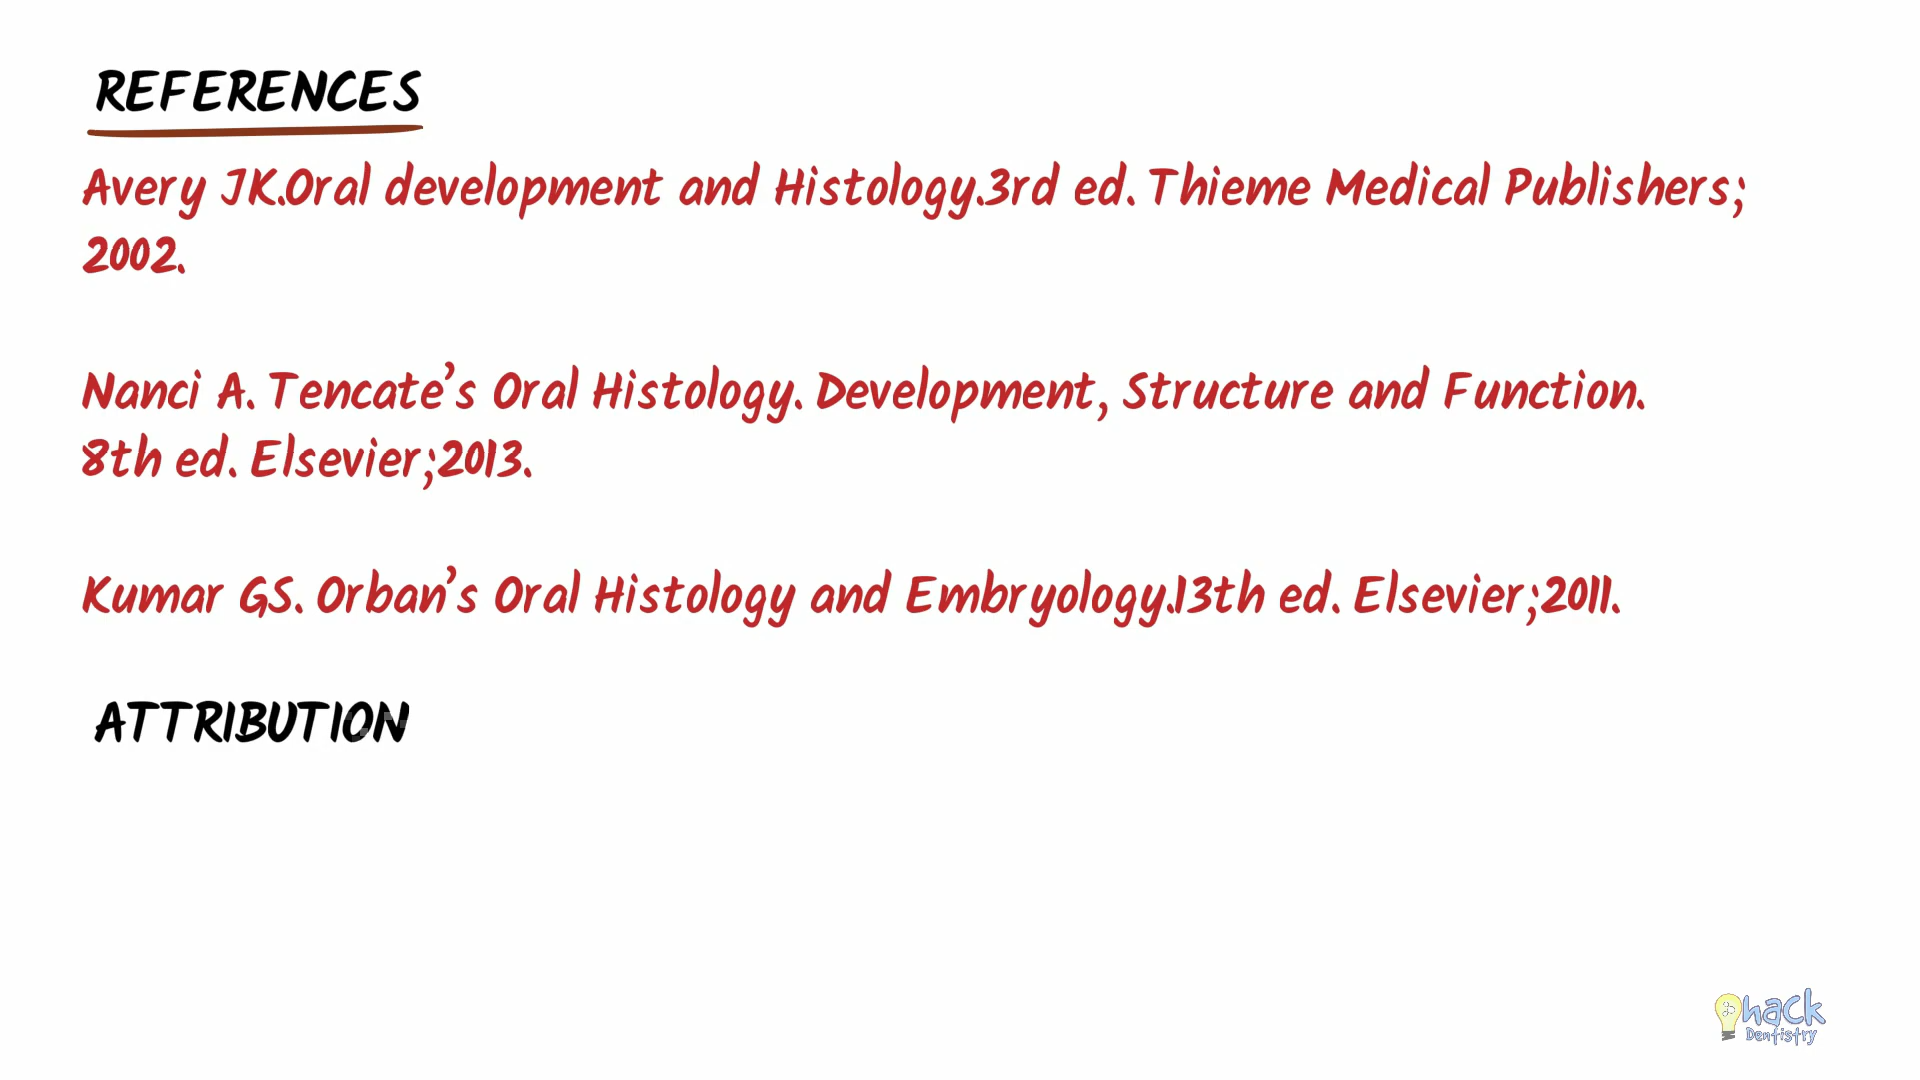 REFERENCES
Avery JK.Oral development and Histology.3rd ed. Thieme Medical Publishers;
2002.
Nanci A. Tencate's Oral Histology. Development, Structure and Function.
8th ed. Elsevier;2013.
Kumar GS. Orban's Oral Histology and Embryology.13th ed. Elsevier;2011.
ATTRIBUTION
hack
Dentistry